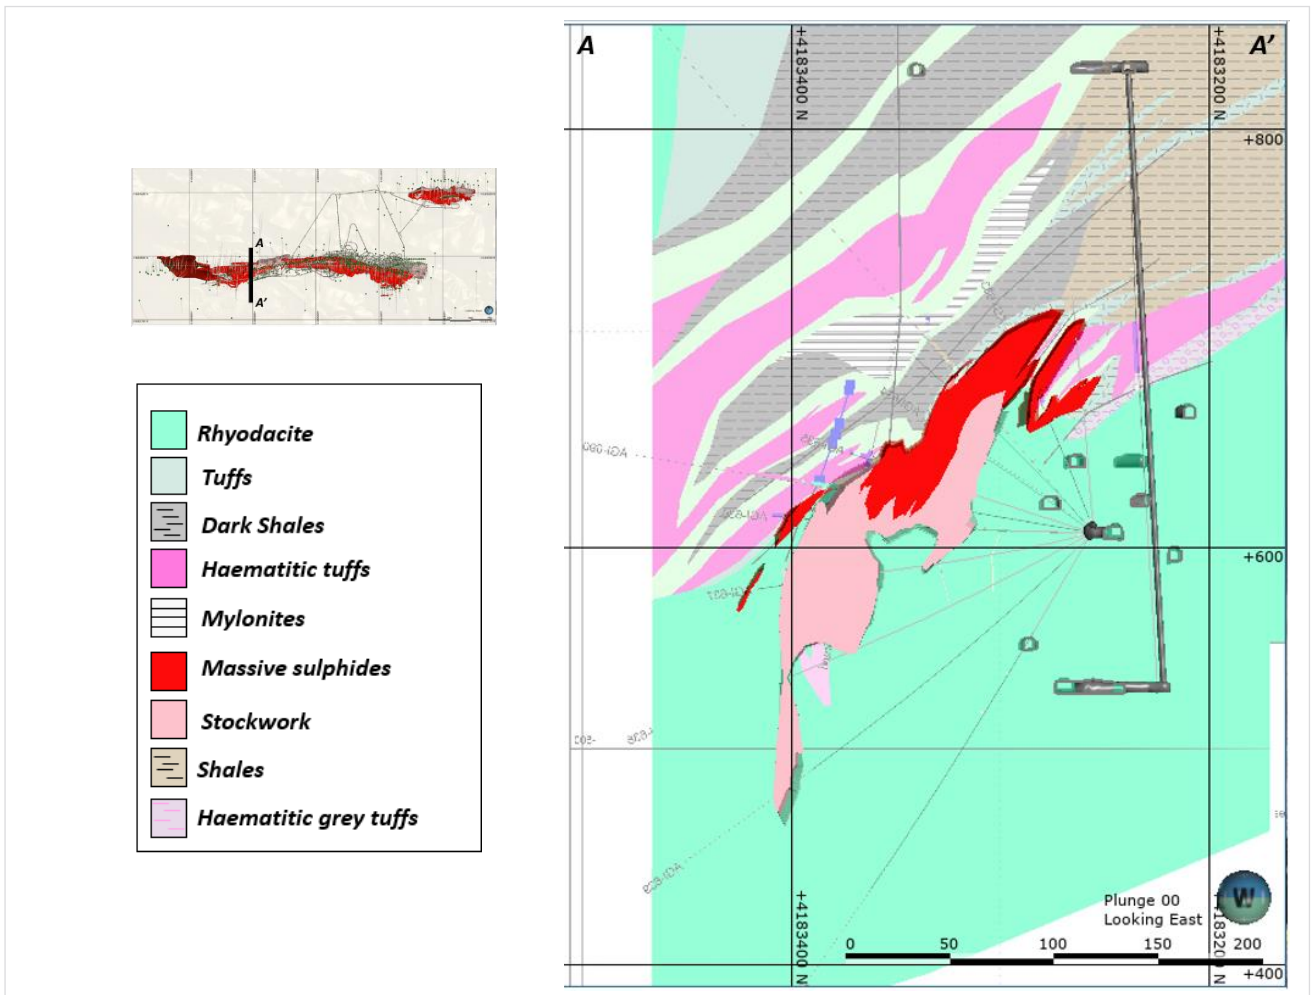 A
A'
Rhyodacite
Tuffs
Dark Shales
Haematitic tuffs
Mylonites
Massive sulphides
Stockwork
Shales
Haematitic grey tuffs
A
A'
+4183400 N
+4183200 N
+800
+600
+400
+4183400 N
+4183200 N
Plunge 00
Looking East
W
0 50 100 150 200